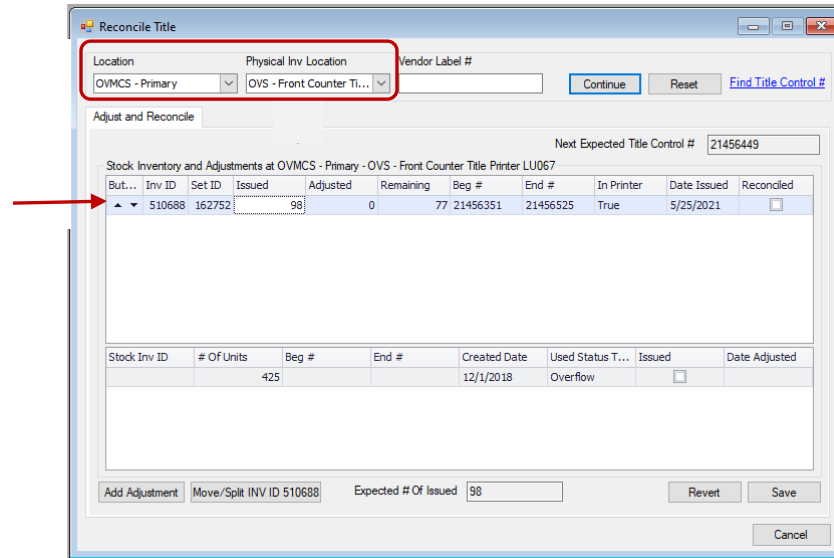 Reconcile Title
Location Physical Inv Location Vendor Label #
OVMCS - Primary OVS - Front Counter Ti... Continue Reset Find Title Control #
Adjust and Reconcile
Next Expected Title Control # 21456449
Stock Inventory and Adjustments at OVMCS - Primary - OVS - Front Counter Title Printer LU067
But... Inv ID Set ID Issued Adjusted Remaining Beg # End # In Printer Date Issued Reconciled
510688 162752 98 0 77 21456351 21456525 True 5/25/2021
Stock Inv ID # Of Units Beg # End # Created Date Used Status T... Issued Date Adjusted
425 12/1/2018 Overflow
Add Adjustment Move/Split INV ID 510688 Expected # Of Issued 98 Revert Save
Cancel